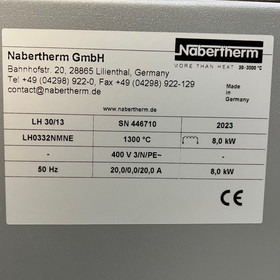 Nabertherm GmbH
Bahnhofstr. 20, 28865 Lilienthal, Germany
Tel +49 (04298) 922-0, Fax +49 (04298) 922-129
contact@nabertherm.de
Nabertherm
MORE THAN HEAT 30-3000 °C
www.nabertherm.com
Made in Germany
LH 30/13 SN 446710 2023
LH0332NMNE 1300 °C 8,0 kW
- 400 V 3/N/PE~ -
50 Hz 20,0/0,0/20,0 A 8,0 kW
CE